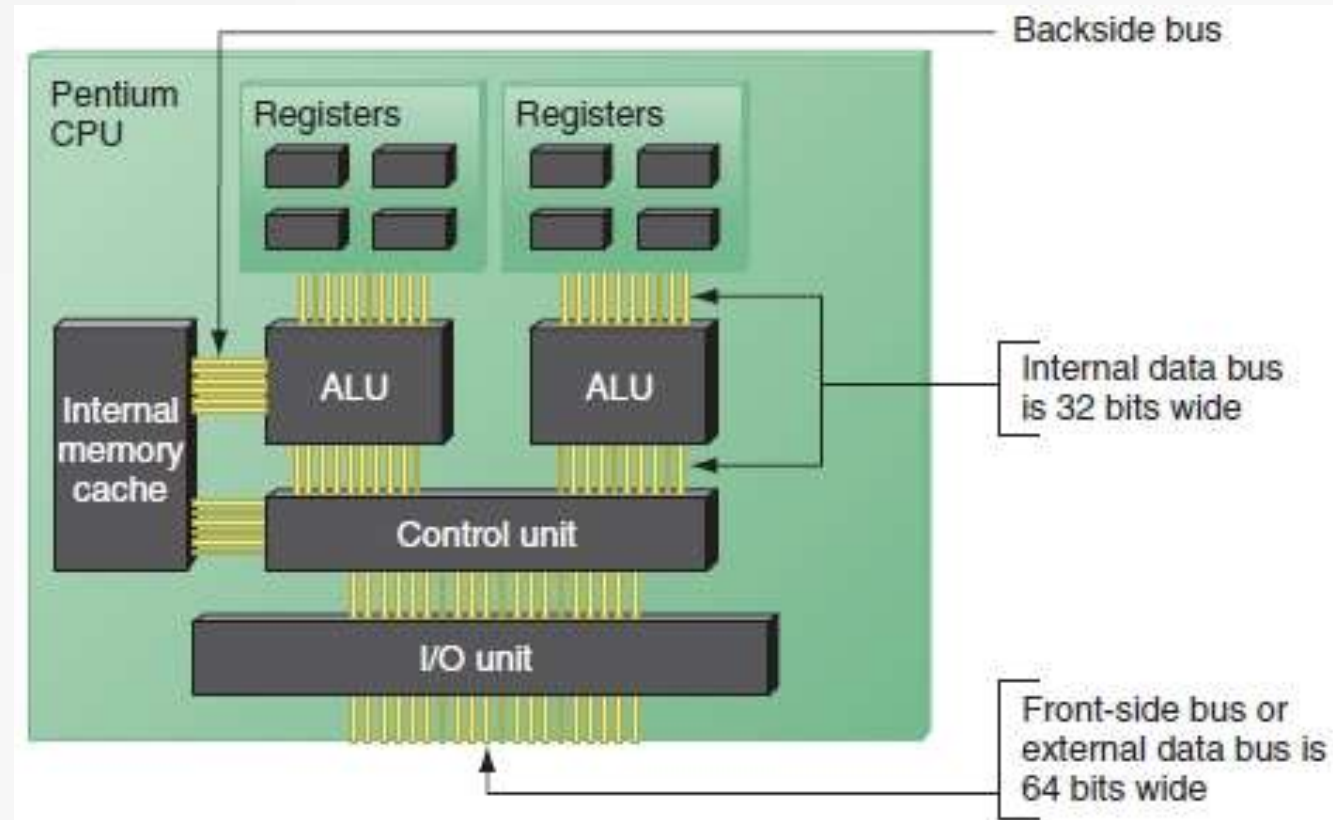 Backside bus
Pentium
CPU
Registers
Registers
ALU
ALU
Internal
memory
cache
Internal data bus
is 32 bits wide
Control unit
I/O unit
Front-side bus or
external data bus is
64 bits wide